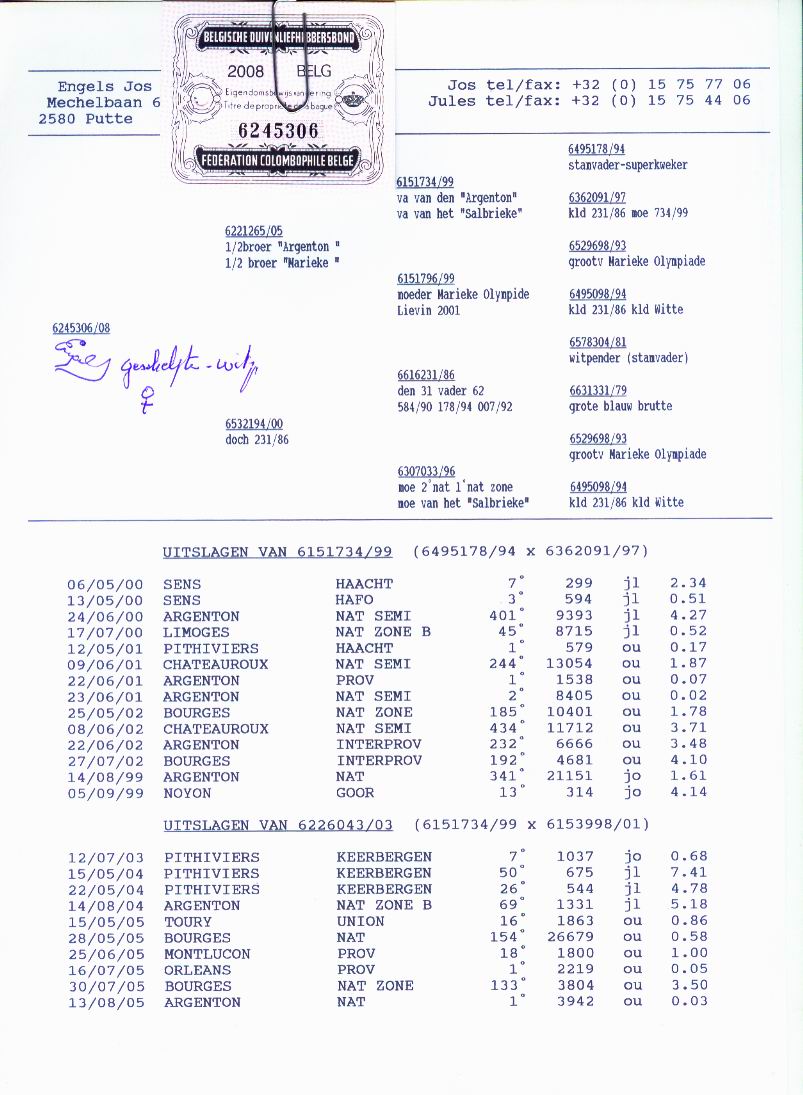 BELGISCHE DUIVENLIEFHEBBERSBOND
2008 BELG
Eigendomsbewijs van ring
Titre de propriété de bague
6245306
FEDERATION COLOMBOPHILE BELGE
Engels Jos
Mechelbaan 6
2580 Putte
Jos tel/fax: +32 (0) 15 75 77 06
Jules tel/fax: +32 (0) 15 75 44 06
6245308/08
geschelpte-witp
♀
6221265/05
1/2broer "Argenton "
1/2 broer "Marieke "
6532194/00
doch 231/86
6151734/99
va van den "Argenton"
va van het "Salbrieke"
6151796/99
moeder Marieke Olympide
Lievin 2001
6616231/86
den 31 vader 62
584/90 178/94 007/92
6307033/96
moe 2°nat 1°nat zone
moe van het "Salbrieke"
6495178/94
stamvader-superkweker
6362091/97
kld 231/86 moe 734/99
6529698/93
grootv Marieke Olympiade
6495098/94
kld 231/86 kld Witte
6578304/81
witpender (stamvader)
6631331/79
grote blauw brutte
6529698/93
grootv Marieke Olympiade
6495098/94
kld 231/86 kld Witte
UITSLAGEN VAN 6151734/99 (6495178/94 x 6362091/97)
06/05/00 SENS HAACHT 7° 299 jl 2.34
13/05/00 SENS HAFO 3° 594 jl 0.51
24/06/00 ARGENTON NAT SEMI 401° 9393 jl 4.27
17/07/00 LIMOGES NAT ZONE B 45° 8715 jl 0.52
12/05/01 PITHIVIERS HAACHT 1° 579 ou 0.17
09/06/01 CHATEAUROUX NAT SEMI 244° 13054 ou 1.87
22/06/01 ARGENTON PROV 1° 1538 ou 0.07
23/06/01 ARGENTON NAT SEMI 2° 8405 ou 0.02
25/05/02 BOURGES NAT ZONE 185° 10401 ou 1.78
08/06/02 CHATEAUROUX NAT SEMI 434° 11712 ou 3.71
22/06/02 ARGENTON INTERPROV 232° 6666 ou 3.48
27/07/02 BOURGES INTERPROV 192° 4681 ou 4.10
14/08/99 ARGENTON NAT 341° 21151 jo 1.61
05/09/99 NOYON GOOR 13° 314 jo 4.14
UITSLAGEN VAN 6226043/03 (6151734/99 x 6153998/01)
12/07/03 PITHIVIERS KEERBERGEN 7° 1037 jo 0.68
15/05/04 PITHIVIERS KEERBERGEN 50° 675 jl 7.41
22/05/04 PITHIVIERS KEERBERGEN 26° 544 jl 4.78
14/08/04 ARGENTON NAT ZONE B 69° 1331 jl 5.18
15/05/05 TOURY UNION 16° 1863 ou 0.86
28/05/05 BOURGES NAT 154° 26679 ou 0.58
25/06/05 MONTLUCON PROV 18° 1800 ou 1.00
16/07/05 ORLEANS PROV 1° 2219 ou 0.05
30/07/05 BOURGES NAT ZONE 133° 3804 ou 3.50
13/08/05 ARGENTON NAT 1° 3942 ou 0.03